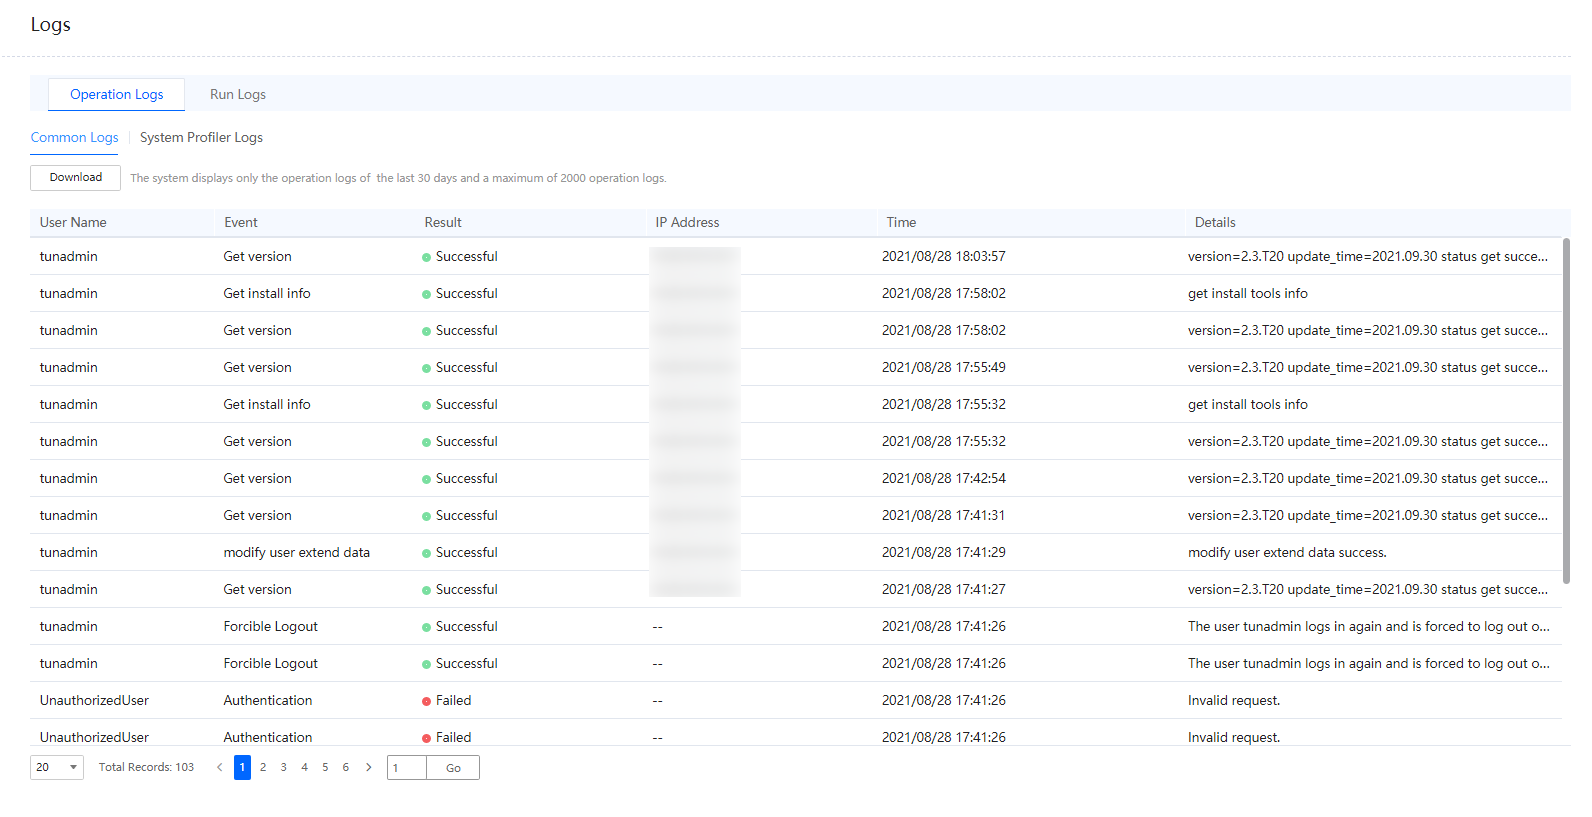 Logs
Operation Logs Run Logs
Common Logs System Profiler Logs
Download The system displays only the operation logs of the last 30 days and a maximum of 2000 operation logs.
User Name Event Result IP Address Time Details
tunadmin Get version Successful 2021/08/28 18:03:57 version=2.3.T20 update_time=2021.09.30 status get succe...
tunadmin Get install info Successful 2021/08/28 17:58:02 get install tools info
tunadmin Get version Successful 2021/08/28 17:58:02 version=2.3.T20 update_time=2021.09.30 status get succe...
tunadmin Get version Successful 2021/08/28 17:55:49 version=2.3.T20 update_time=2021.09.30 status get succe...
tunadmin Get install info Successful 2021/08/28 17:55:32 get install tools info
tunadmin Get version Successful 2021/08/28 17:55:32 version=2.3.T20 update_time=2021.09.30 status get succe...
tunadmin Get version Successful 2021/08/28 17:42:54 version=2.3.T20 update_time=2021.09.30 status get succe...
tunadmin Get version Successful 2021/08/28 17:41:31 version=2.3.T20 update_time=2021.09.30 status get succe...
tunadmin modify user extend data Successful 2021/08/28 17:41:29 modify user extend data success.
tunadmin Get version Successful 2021/08/28 17:41:27 version=2.3.T20 update_time=2021.09.30 status get succe...
tunadmin Forcible Logout Successful -- 2021/08/28 17:41:26 The user tunadmin logs in again and is forced to log out o...
tunadmin Forcible Logout Successful -- 2021/08/28 17:41:26 The user tunadmin logs in again and is forced to log out o...
UnauthorizedUser Authentication Failed -- 2021/08/28 17:41:26 Invalid request.
UnauthorizedUser Authentication Failed -- 2021/08/28 17:41:26 Invalid request.
20 Total Records: 103 < 1 2 3 4 5 6 > 1 Go